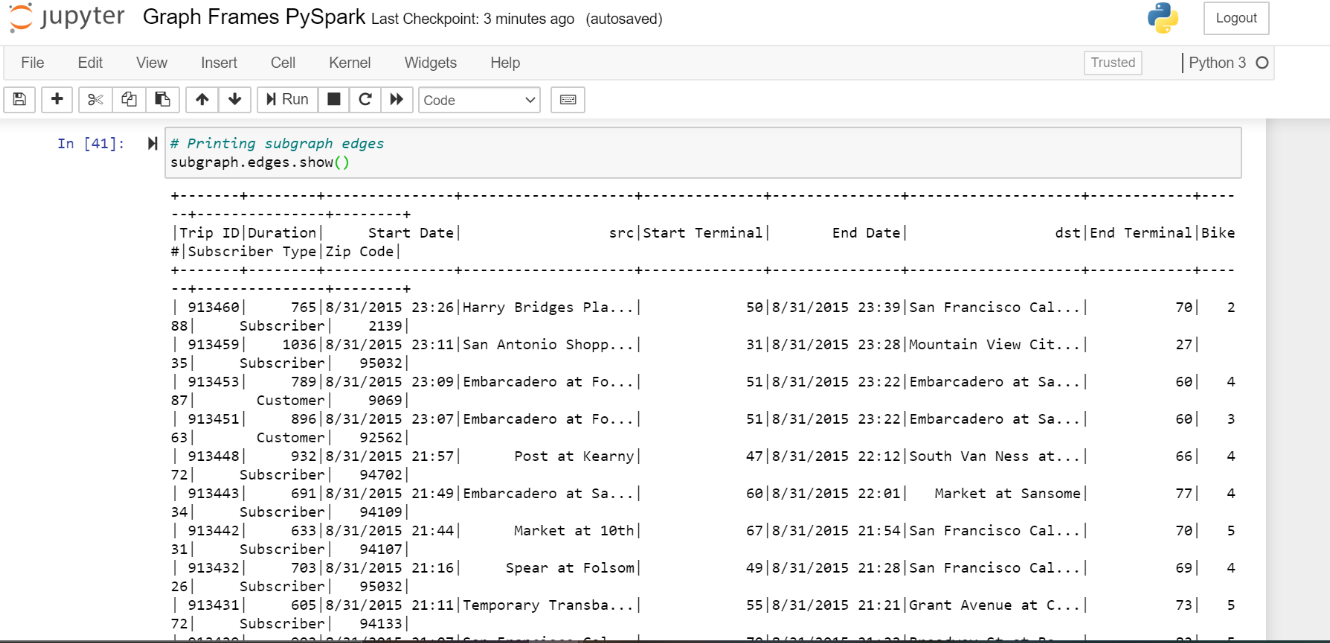 jupyter Graph Frames PySpark Last Checkpoint: 3 minutes ago (autosaved) Logout
File Edit View Insert Cell Kernel Widgets Help Trusted Python 3
Run Code
In [41]: # Printing subgraph edges
subgraph.edges.show()
+-------+--------+---------------+--------------------+--------------+---------------+--------------------+------------+----
--+---------------+--------+
|Trip ID|Duration|     Start Date|                 src|Start Terminal|       End Date|                 dst|End Terminal|Bike
#|Subscriber Type|Zip Code|
+-------+--------+---------------+--------------------+--------------+---------------+--------------------+------------+----
--+---------------+--------+
| 913460|     765|8/31/2015 23:26|Harry Bridges Pla...|            50|8/31/2015 23:39|San Francisco Cal...|          70|   2
88|     Subscriber|    2139|
| 913459|    1036|8/31/2015 23:11|San Antonio Shopp...|            31|8/31/2015 23:28|Mountain View Cit...|          27|
35|     Subscriber|   95032|
| 913453|     789|8/31/2015 23:09|Embarcadero at Fo...|            51|8/31/2015 23:22|Embarcadero at Sa...|          60|   4
87|       Customer|    9069|
| 913451|     896|8/31/2015 23:07|Embarcadero at Fo...|            51|8/31/2015 23:22|Embarcadero at Sa...|          60|   3
63|       Customer|   92562|
| 913448|     932|8/31/2015 21:57|      Post at Kearny|            47|8/31/2015 22:12|South Van Ness at...|          66|   4
72|     Subscriber|   94702|
| 913443|     691|8/31/2015 21:49|Embarcadero at Sa...|            60|8/31/2015 22:01|   Market at Sansome|          77|   4
34|     Subscriber|   94109|
| 913442|     633|8/31/2015 21:44|      Market at 10th|            67|8/31/2015 21:54|San Francisco Cal...|          70|   5
31|     Subscriber|   94107|
| 913432|     703|8/31/2015 21:16|     Spear at Folsom|            49|8/31/2015 21:28|San Francisco Cal...|          69|   4
26|     Subscriber|   95032|
| 913431|     605|8/31/2015 21:11|Temporary Transba...|            55|8/31/2015 21:21|Grant Avenue at C...|          73|   5
72|     Subscriber|   94133|